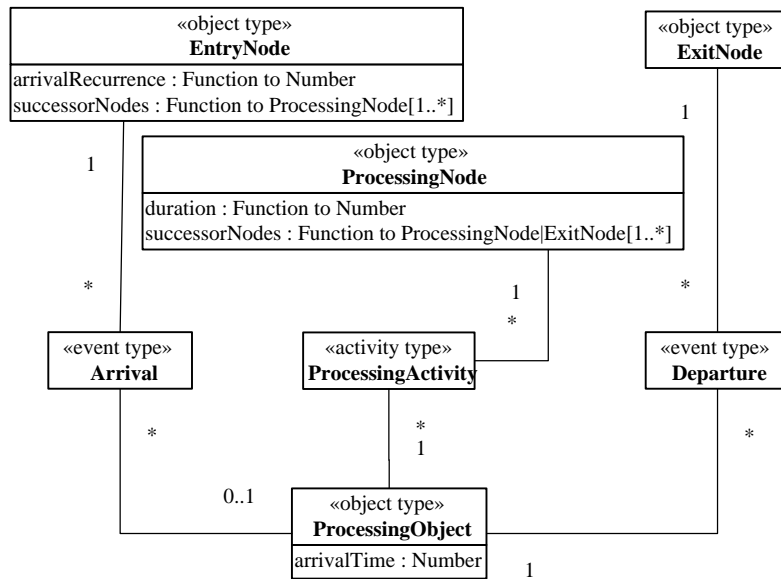 «object type»
EntryNode
arrivalRecurrence : Function to Number
successorNodes : Function to ProcessingNode[1..*]
«object type»
ExitNode
1
1
«object type»
ProcessingNode
duration : Function to Number
successorNodes : Function to ProcessingNode|ExitNode[1..*]
*
1
*
*
«event type»
Arrival
«activity type»
ProcessingActivity
«event type»
Departure
*
*
1
*
0..1
«object type»
ProcessingObject
arrivalTime : Number
1